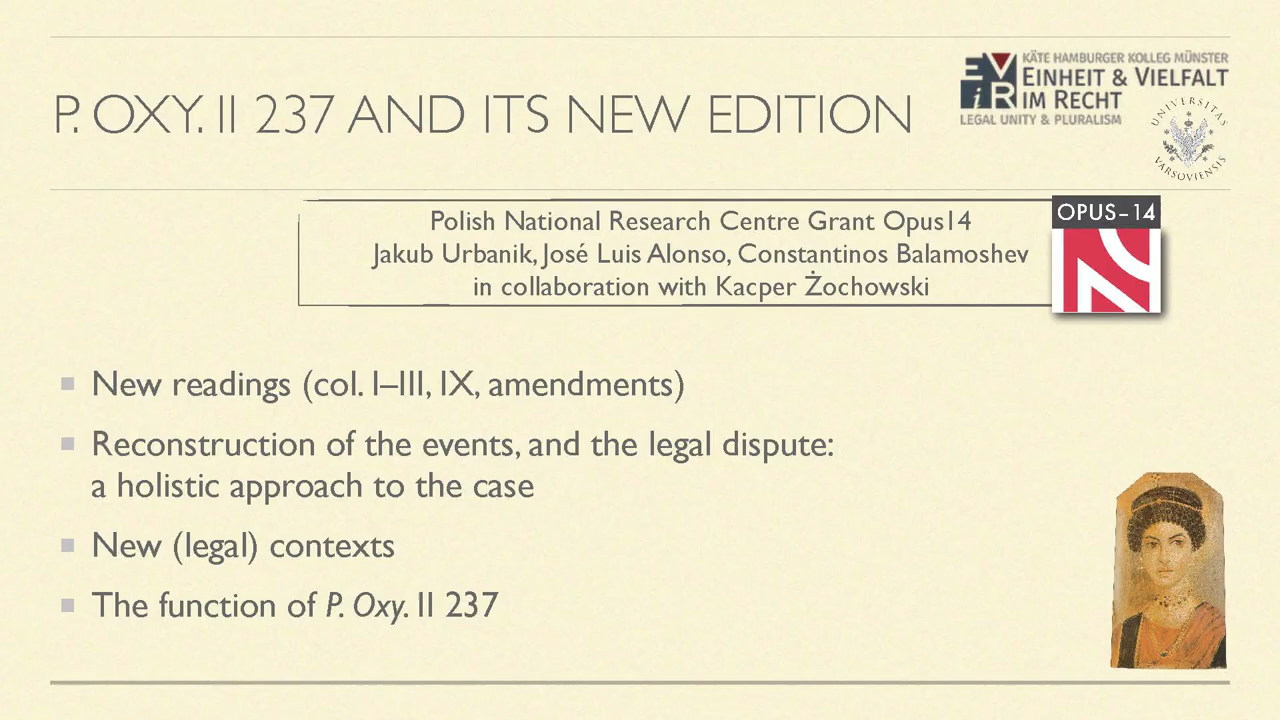 KÄTE HAMBURGER KOLLEG MÜNSTER
EViR EINHEIT & VIELFALT
IM RECHT
LEGAL UNITY & PLURALISM
P. OXY. II 237 AND ITS NEW EDITION
UNIVERSITAS
VARSOVIENSIS
Polish National Research Centre Grant Opus14
Jakub Urbanik, José Luis Alonso, Constantinos Balamoshev
in collaboration with Kacper Żochowski
OPUS–14
New readings (col. I–III, IX, amendments)
Reconstruction of the events, and the legal dispute:
a holistic approach to the case
New (legal) contexts
The function of P. Oxy. II 237